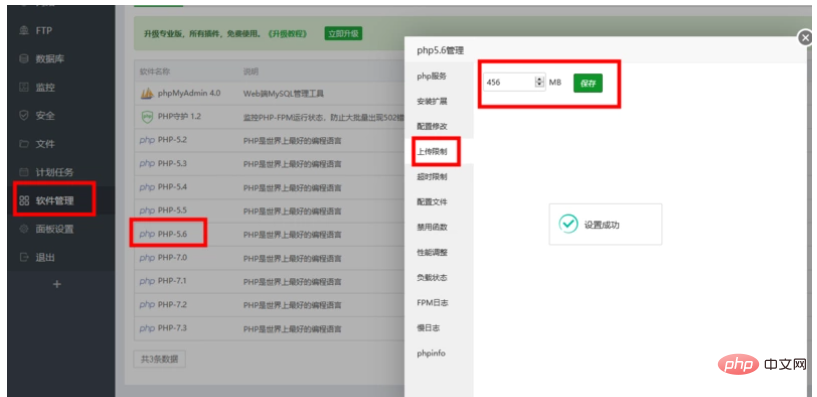 FTP
数据库
监控
安全
文件
计划任务
软件管理
面板设置
退出
+
升级专业版，所有插件，免费使用。《升级教程》 立即升级
软件名称 说明
phpMyAdmin 4.0 Web端MySQL管理工具
PHP守护 1.2 监控PHP-FPM运行状态，防止大批量出现502错
php PHP-5.2 PHP是世界上最好的编程语言
php PHP-5.3 PHP是世界上最好的编程语言
php PHP-5.4 PHP是世界上最好的编程语言
php PHP-5.5 PHP是世界上最好的编程语言
php PHP-5.6 PHP是世界上最好的编程语言
php PHP-7.0 PHP是世界上最好的编程语言
php PHP-7.1 PHP是世界上最好的编程语言
php PHP-7.2 PHP是世界上最好的编程语言
php PHP-7.3 PHP是世界上最好的编程语言
共3条数据
php5.6管理
php服务
安装扩展
配置修改
上传限制
超时限制
配置文件
禁用函数
性能调整
负载状态
FPM日志
慢日志
phpinfo
456 MB 保存
设置成功
php 中文网